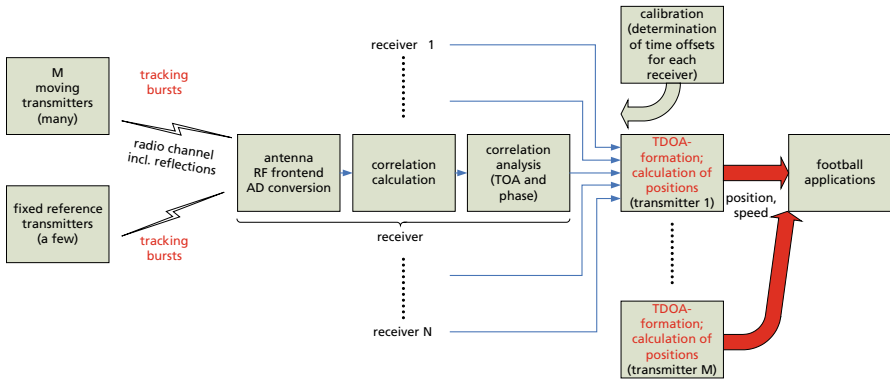 M
moving
transmitters
(many)
tracking
bursts
radio channel
incl. reflections
fixed reference
transmitters
(a few)
tracking
bursts
antenna
RF frontend
AD conversion
correlation
calculation
correlation
analysis
(TOA and
phase)
receiver 1
receiver
receiver N
calibration
(determination
of time offsets
for each
receiver)
TDOA-
formation;
calculation of
positions
(transmitter 1)
position,
speed
football
applications
TDOA-
formation;
calculation of
positions
(transmitter M)